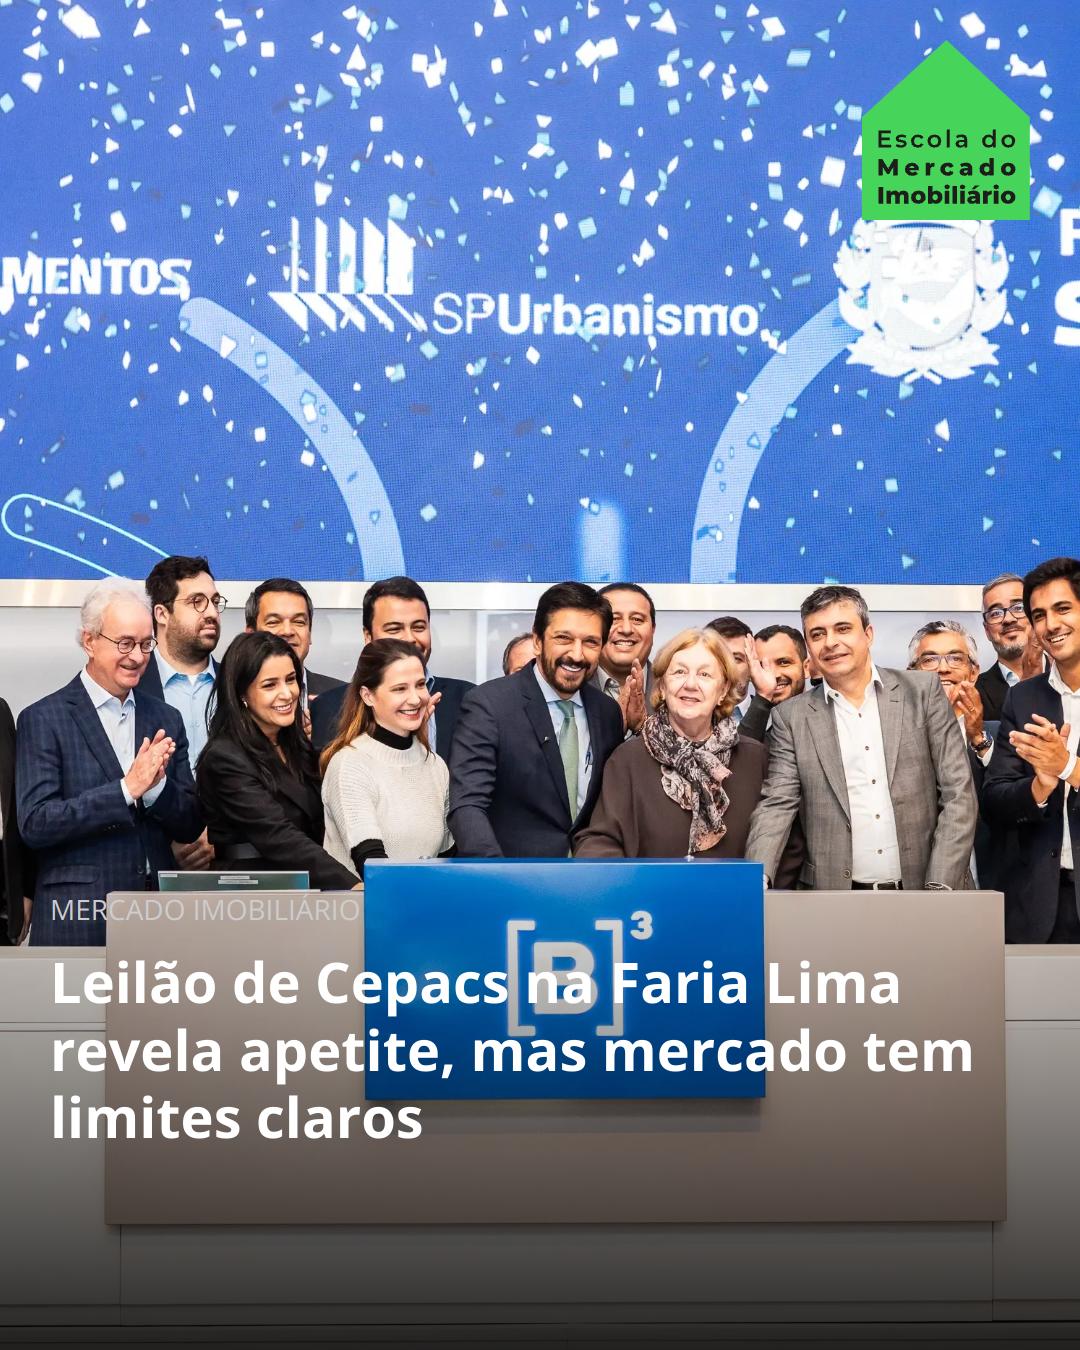 Escola do
Mercado
Imobiliário
MENTOS
SPUrbanismo
[B]³
MERCADO IMOBILIÁRIO
Leilão de Cepacs na Faria Lima
revela apetite, mas mercado tem
limites claros